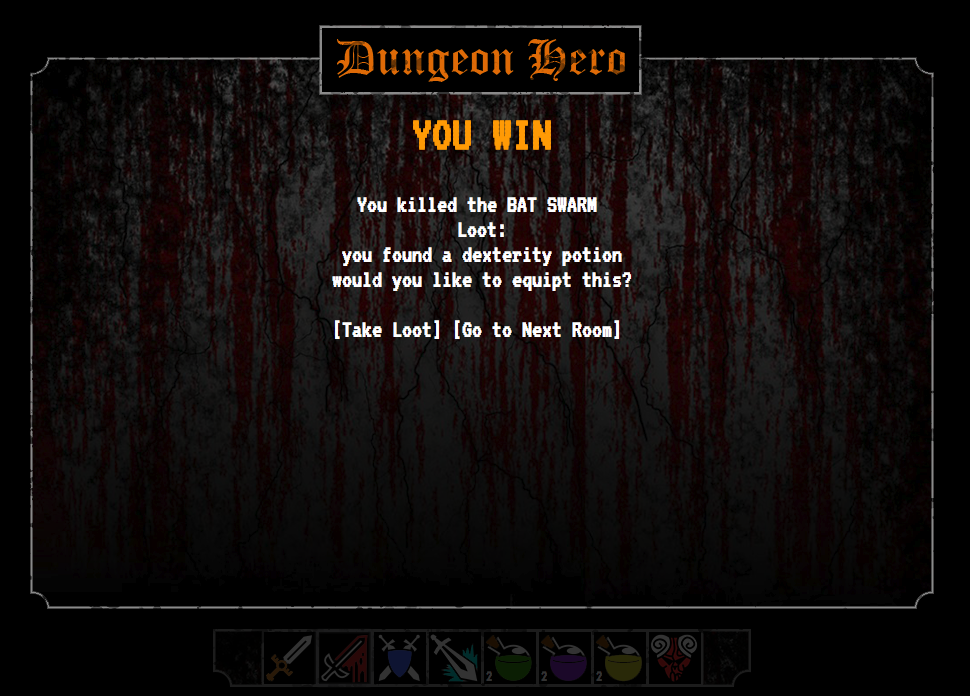 Dungeon Hero
YOU WIN
You killed the BAT SWARM
Loot:
you found a dexterity potion
would you like to equipt this?
[Take Loot] [Go to Next Room]
2 2 2